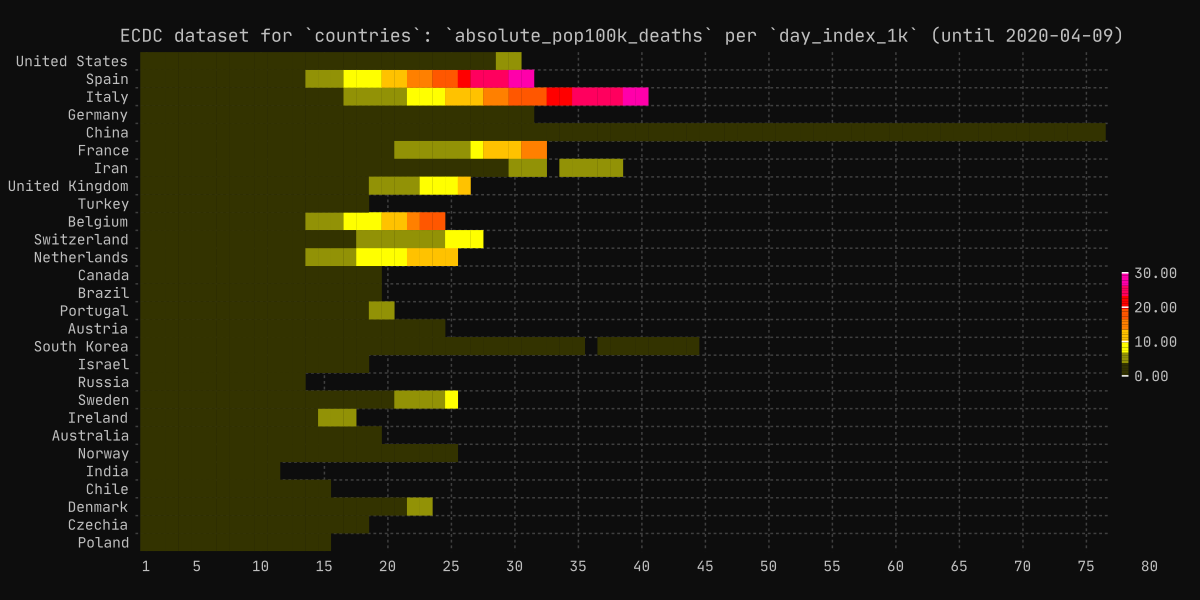 ECDC dataset for `countries`: `absolute_pop100k_deaths` per `day_index_1k` (until 2020-04-09)
United States
Spain
Italy
Germany
China
France
Iran
United Kingdom
Turkey
Belgium
Switzerland
Netherlands
Canada
Brazil
Portugal
Austria
South Korea
Israel
Russia
Sweden
Ireland
Australia
Norway
India
Chile
Denmark
Czechia
Poland
1 5 10 15 20 25 30 35 40 45 50 55 60 65 70 75 80
30.00
20.00
10.00
0.00